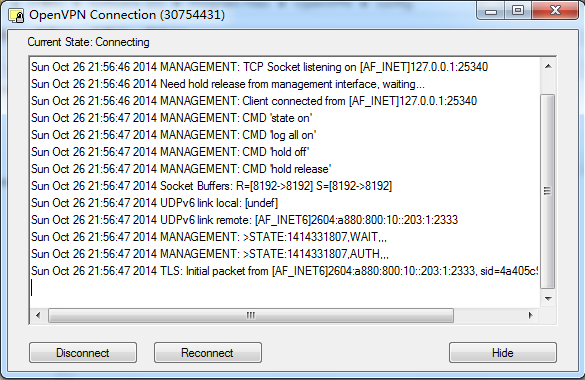 OpenVPN Connection (30754431)
Current State: Connecting
Sun Oct 26 21:56:46 2014 MANAGEMENT: TCP Socket listening on [AF_INET]127.0.0.1:25340
Sun Oct 26 21:56:46 2014 Need hold release from management interface, waiting...
Sun Oct 26 21:56:46 2014 MANAGEMENT: Client connected from [AF_INET]127.0.0.1:25340
Sun Oct 26 21:56:47 2014 MANAGEMENT: CMD 'state on'
Sun Oct 26 21:56:47 2014 MANAGEMENT: CMD 'log all on'
Sun Oct 26 21:56:47 2014 MANAGEMENT: CMD 'hold off'
Sun Oct 26 21:56:47 2014 MANAGEMENT: CMD 'hold release'
Sun Oct 26 21:56:47 2014 Socket Buffers: R=[8192->8192] S=[8192->8192]
Sun Oct 26 21:56:47 2014 UDPv6 link local: [undef]
Sun Oct 26 21:56:47 2014 UDPv6 link remote: [AF_INET6]2604:a880:800:10::203:1:2333
Sun Oct 26 21:56:47 2014 MANAGEMENT: >STATE:1414331807,WAIT,,,
Sun Oct 26 21:56:47 2014 MANAGEMENT: >STATE:1414331807,AUTH,,,
Sun Oct 26 21:56:47 2014 TLS: Initial packet from [AF_INET6]2604:a880:800:10::203:1:2333, sid=4a405c5
Disconnect
Reconnect
Hide